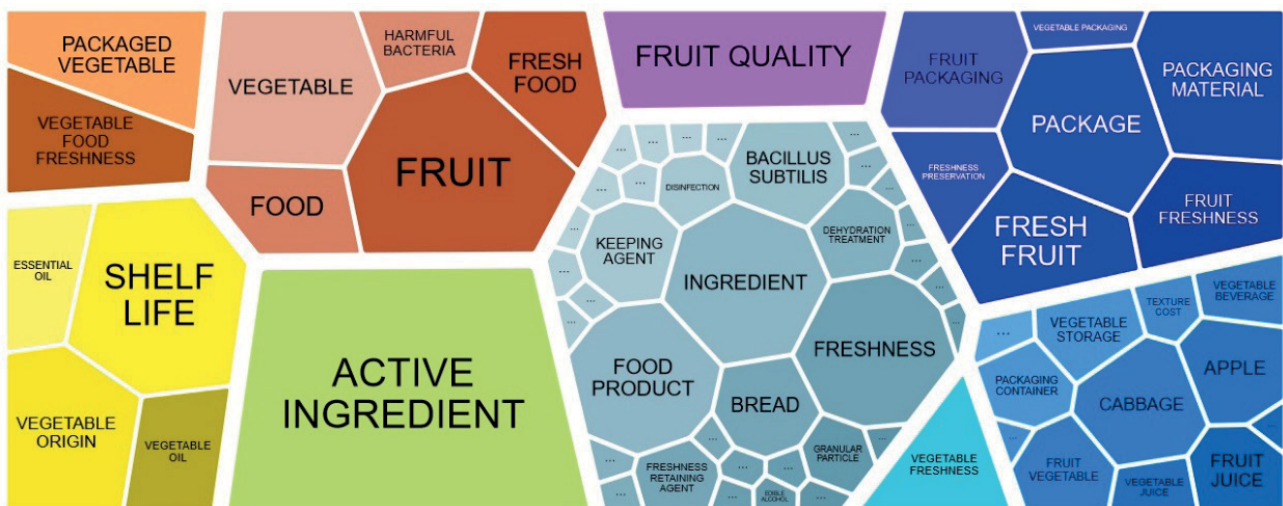 PACKAGED
VEGETABLE
VEGETABLE
FOOD
FRESHNESS
VEGETABLE
HARMFUL
BACTERIA
FRESH
FOOD
FRUIT
FOOD
FRUIT QUALITY
FRUIT
PACKAGING
VEGETABLE PACKAGING
PACKAGING
MATERIAL
PACKAGE
FRESHNESS
PRESERVATION
FRESH
FRUIT
FRUIT
FRESHNESS
ESSENTIAL
OIL
SHELF
LIFE
VEGETABLE
ORIGIN
VEGETABLE
OIL
ACTIVE
INGREDIENT
...
...
...
...
...
...
...
...
...
...
BACILLUS
SUBTILIS
DISINFECTION
KEEPING
AGENT
DEHYDRATION
TREATMENT
INGREDIENT
...
...
...
...
...
...
...
...
FRESHNESS
FOOD
PRODUCT
BREAD
...
...
...
GRANULAR
PARTICLE
...
FRESHNESS
RETAINING
AGENT
...
...
...
EDIBLE
ALCOHOL
...
...
...
VEGETABLE
FRESHNESS
...
VEGETABLE
STORAGE
TEXTURE
COST
VEGETABLE
BEVERAGE
PACKAGING
CONTAINER
CABBAGE
APPLE
...
...
FRUIT
VEGETABLE
VEGETABLE
JUICE
FRUIT
JUICE